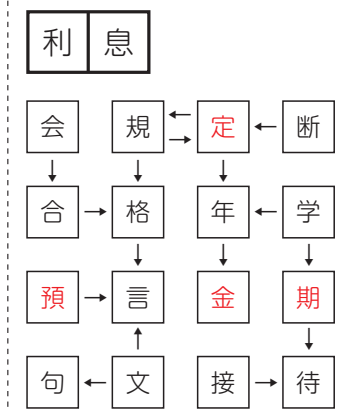 利息
会 規 定 断
合 格 年 学
預 言 金 期
句 文 接 待